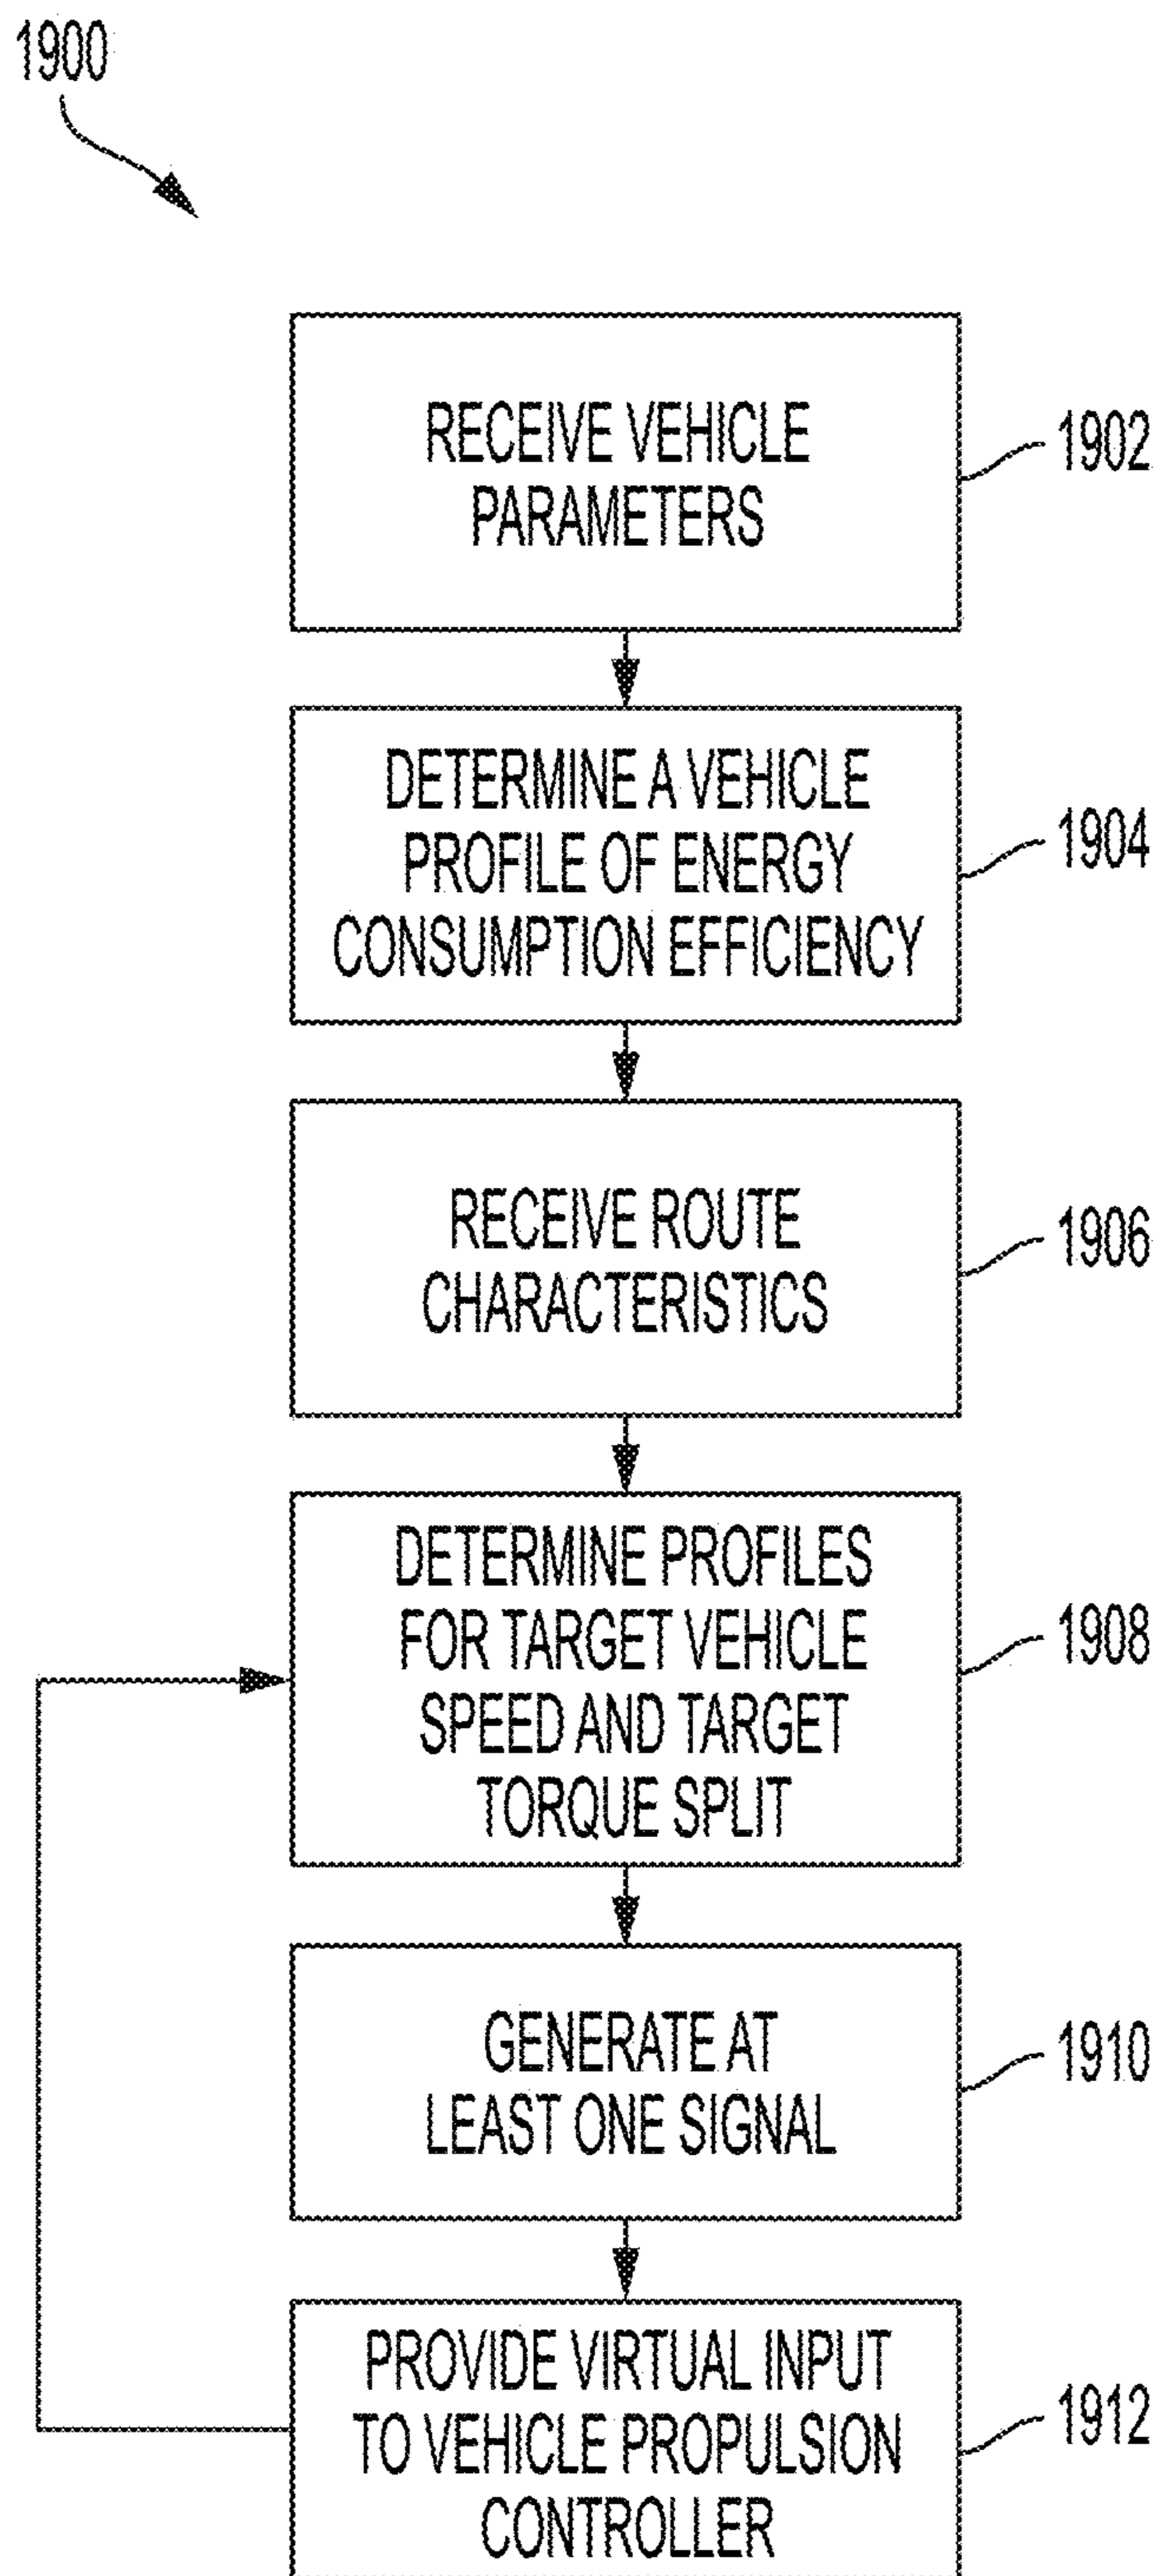 1900
RECEIVE VEHICLE
PARAMETERS
1902
DETERMINE A VEHICLE
PROFILE OF ENERGY
CONSUMPTION EFFICIENCY
1904
RECEIVE ROUTE
CHARACTERISTICS
1906
DETERMINE PROFILES
FOR TARGET VEHICLE
SPEED AND TARGET
TORQUE SPLIT
1908
GENERATE AT
LEAST ONE SIGNAL
1910
PROVIDE VIRTUAL INPUT
TO VEHICLE PROPULSION
CONTROLLER
1912